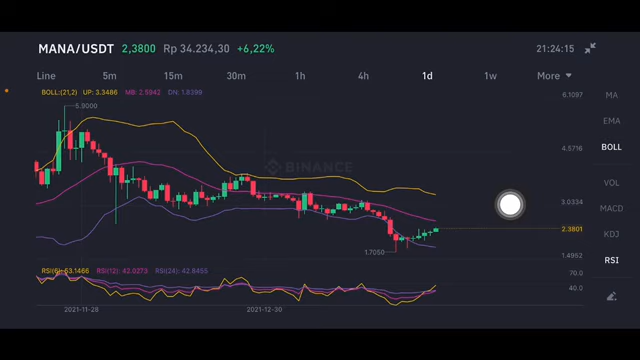 MANA/USDT 2,3800 Rp 34.234,30 +6,22% 21:24:15
Line 5m 15m 30m 1h 4h 1d 1w More
BOLL:(21,2) UP: 3.3486 MB: 2.5942 DN: 1.8399
6.1097
MA
5.9000
EMA
4.5716
BOLL
BINANCE
VOL
3.0334
MACD
2.3801
KDJ
1.7050
1.4952
RSI
RSI(6): 53.1466 RSI(12): 42.0273 RSI(24): 42.8455
70.0
40.0
2021-11-28 2021-12-30